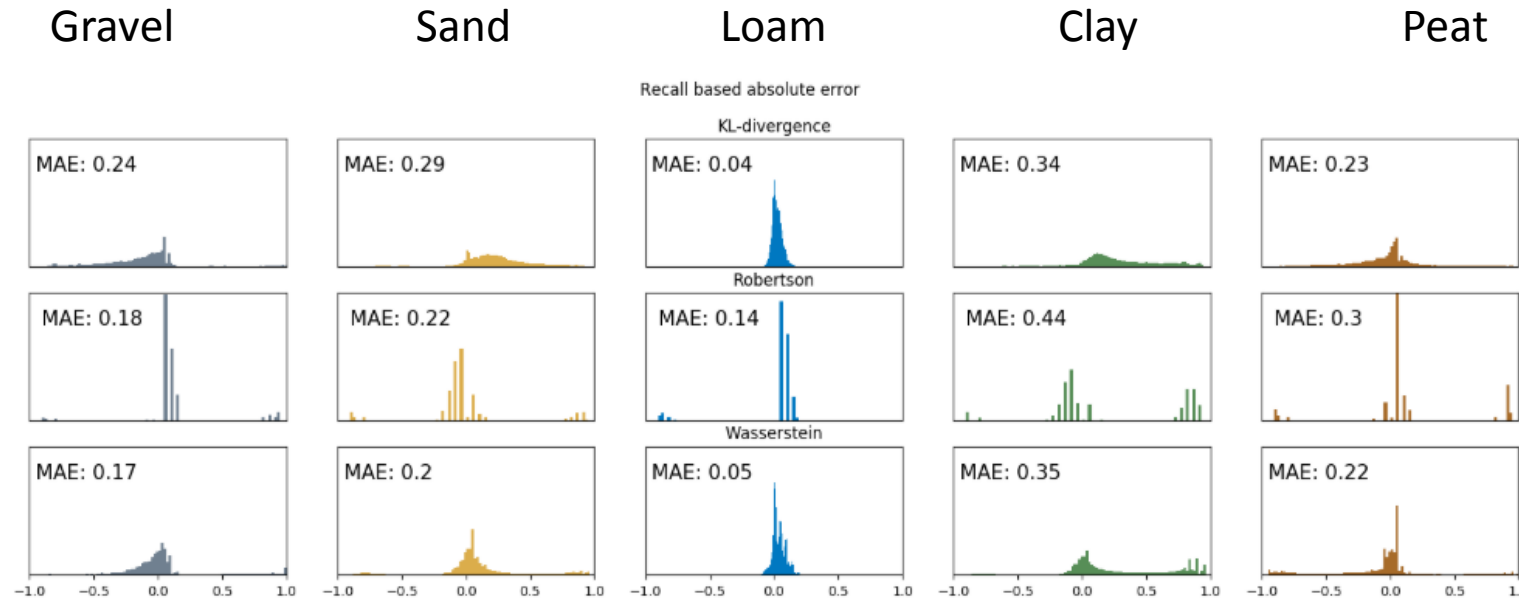 Gravel Sand Loam Clay Peat
Recall based absolute error
KL-divergence
MAE: 0.24 MAE: 0.29 MAE: 0.04 MAE: 0.34 MAE: 0.23
Robertson
MAE: 0.18 MAE: 0.22 MAE: 0.14 MAE: 0.44 MAE: 0.3
Wasserstein
MAE: 0.17 MAE: 0.2 MAE: 0.05 MAE: 0.35 MAE: 0.22
−1.0 −0.5 0.0 0.5 1.0 −1.0 −0.5 0.0 0.5 1.0 −1.0 −0.5 0.0 0.5 1.0 −1.0 −0.5 0.0 0.5 1.0 −1.0 −0.5 0.0 0.5